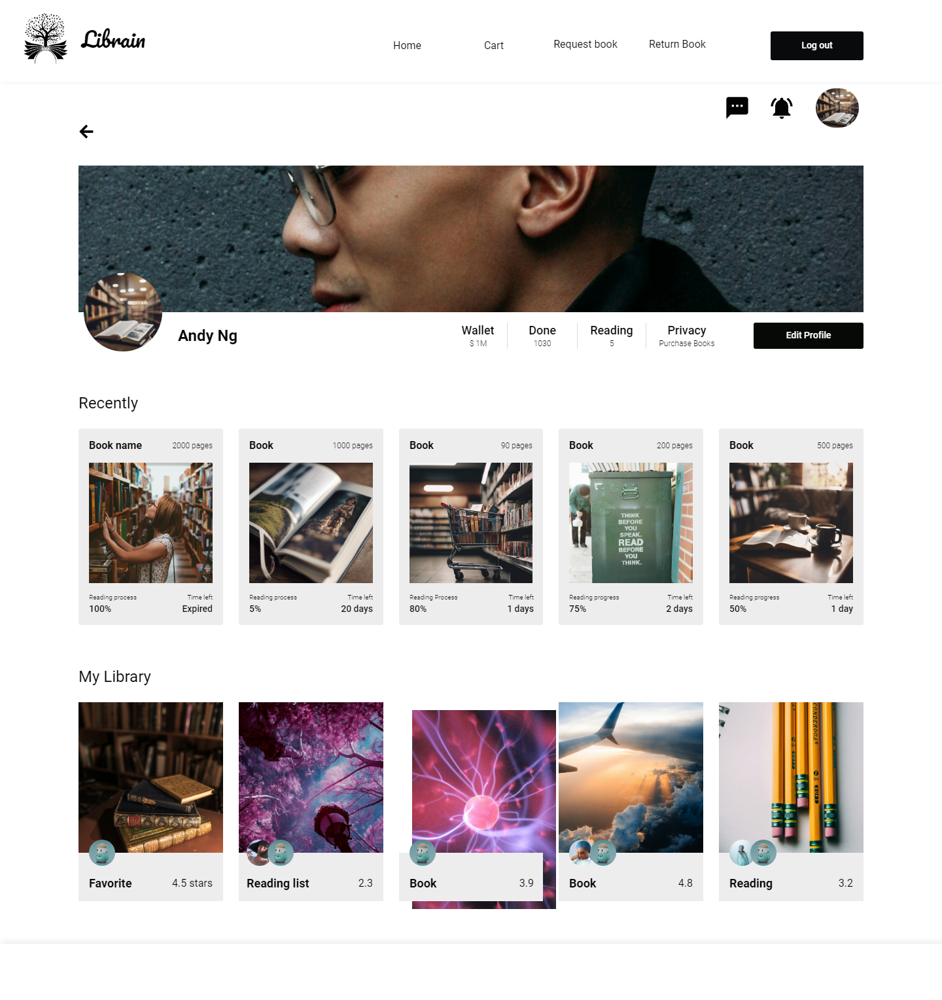 Librain
Home
Cart
Request book
Return Book
Log out
Andy Ng
Wallet
$ 1M
Done
1030
Reading
5
Privacy
Purchase Books
Edit Profile
Recently
Book name
2000 pages
Reading process
100%
Time left
Expired
Book
1000 pages
Reading process
5%
Time left
20 days
Book
90 pages
Reading Process
80%
Time left
1 days
Book
200 pages
THINK
BEFORE
YOU
SPEAK.
READ
BEFORE
YOU
THINK.
Reading progress
75%
Time left
2 days
Book
500 pages
Reading progress
50%
Time left
1 day
My Library
Favorite
4.5 stars
Reading list
2.3
Book
3.9
Book
4.8
Reading
3.2